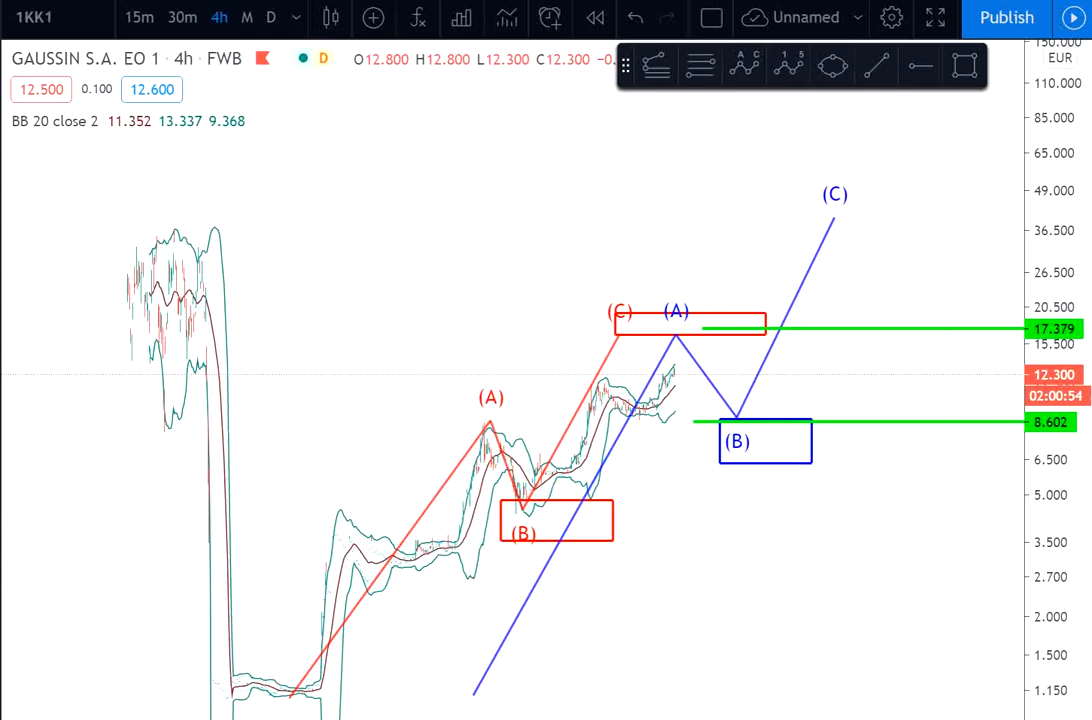 1KK1 15m 30m 4h M D Unnamed Publish
GAUSSIN S.A. EO 1 · 4h · FWB D O12.800 H12.800 L12.300 C12.300 −0.
12.500 0.100 12.600
BB 20 close 2 11.352 13.337 9.368
A C
1 5
150.000
EUR
110.000
85.000
65.000
49.000
36.500
26.500
20.500
17.379
15.500
12.300
02:00:54
8.602
6.500
5.000
3.500
2.700
2.000
1.500
1.150
(C)
(C) (A)
(A)
(B)
(B)